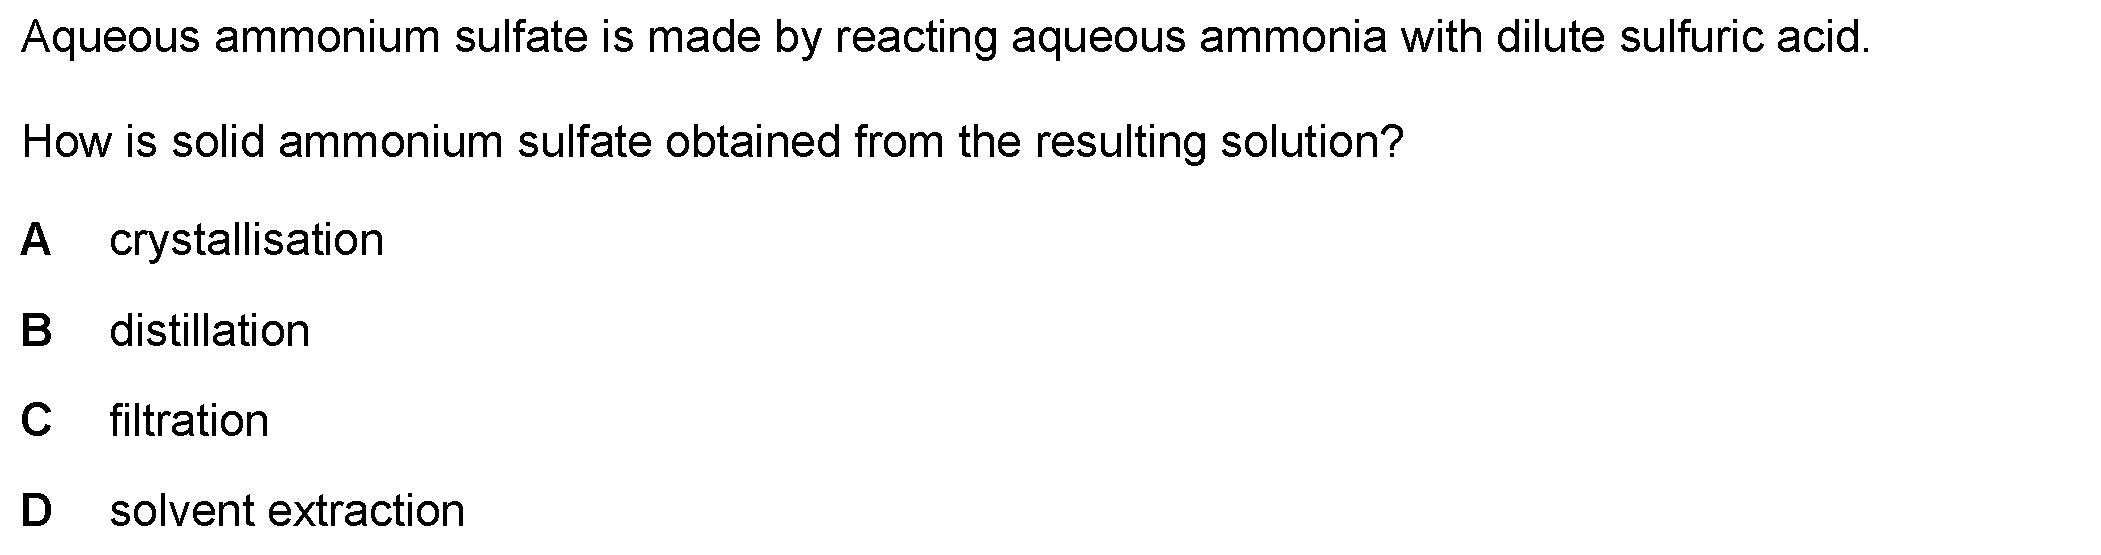 Aqueous ammonium sulfate is made by reacting aqueous ammonia with dilute sulfuric acid.
How is solid ammonium sulfate obtained from the resulting solution?
A crystallisation
B distillation
C filtration
D solvent extraction